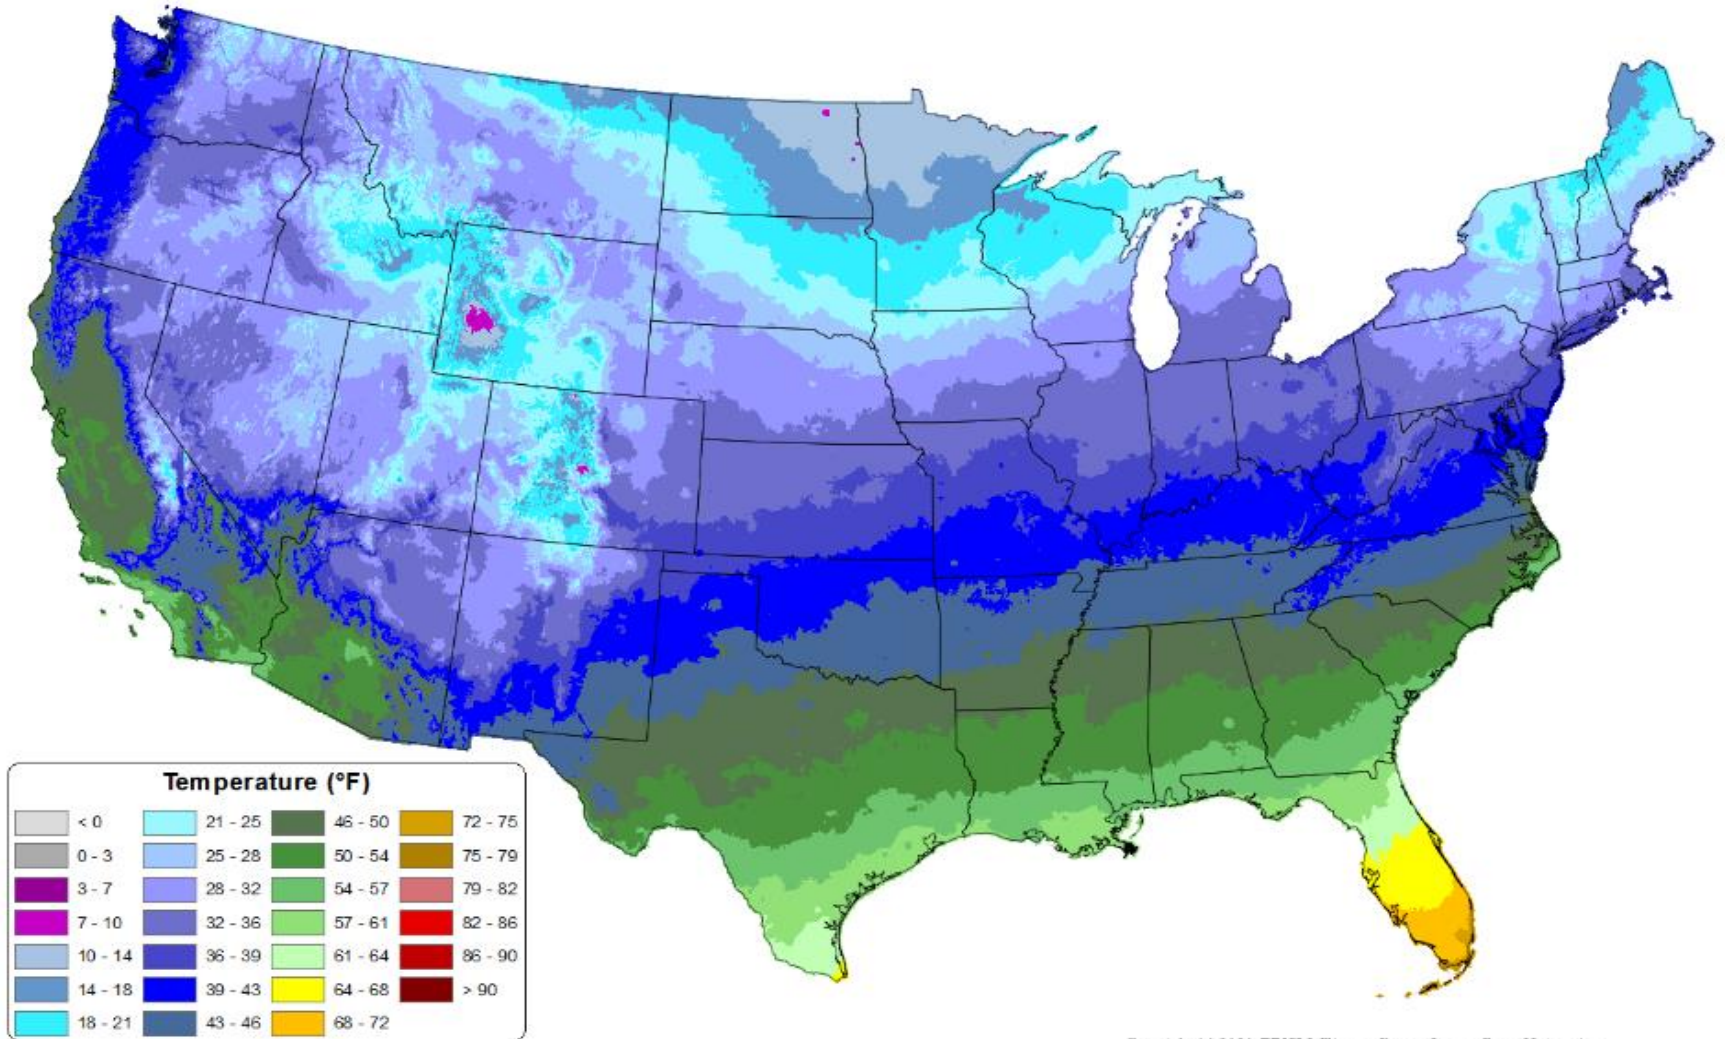 Temperature (°F)
< 0 21 - 25 46 - 50 72 - 75
0 - 3 25 - 28 50 - 54 75 - 79
3 - 7 28 - 32 54 - 57 79 - 82
7 - 10 32 - 36 57 - 61 82 - 86
10 - 14 36 - 39 61 - 64 86 - 90
14 - 18 39 - 43 64 - 68 > 90
18 - 21 43 - 46 68 - 72